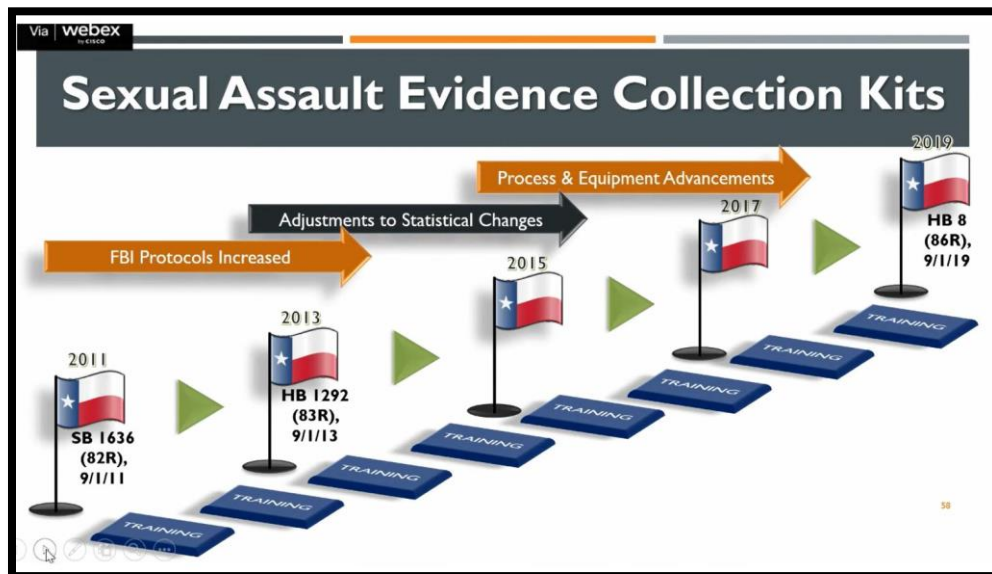 Via webex
by CISCO
Sexual Assault Evidence Collection Kits
2019
Process & Equipment Advancements
2017
HB 8
(86R),
9/1/19
Adjustments to Statistical Changes
2015
FBI Protocols Increased
2013
HB 1292
(83R),
9/1/13
2011
SB 1636
(82R),
9/1/11
TRAINING
TRAINING
TRAINING
TRAINING
TRAINING
TRAINING
TRAINING
TRAINING
50